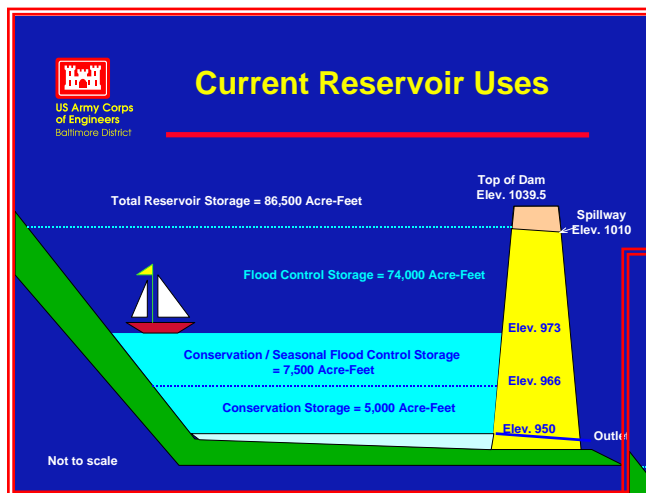 Current Reservoir Uses
US Army Corps
of Engineers
Baltimore District
Top of Dam
Elev. 1039.5
Total Reservoir Storage = 86,500 Acre-Feet
Spillway
Elev. 1010
Flood Control Storage = 74,000 Acre-Feet
Elev. 973
Conservation / Seasonal Flood Control Storage
= 7,500 Acre-Feet
Elev. 966
Conservation Storage = 5,000 Acre-Feet
Elev. 950
Outlet
Not to scale